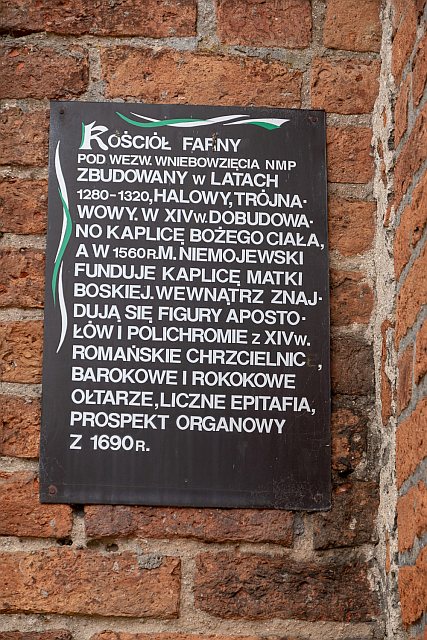 KOŚCIÓŁ FARNY
POD WEZW. WNIEBOWZIĘCIA NMP
ZBUDOWANY W LATACH
1280-1320, HALOWY, TRÓJNA-
WOWY. W XIV W. DOBUDOWA-
NO KAPLICĘ BOŻEGO CIAŁA,
A W 1560 R. M. NIEMOJEWSKI
FUNDUJE KAPLICĘ MATKI
BOSKIEJ. WEWNĄTRZ ZNAJ-
DUJĄ SIĘ FIGURY APOSTO-
ŁÓW I POLICHROMIE Z XIV W.
ROMAŃSKIE CHRZCIELNICE,
BAROKOWE I ROKOKOWE
OŁTARZE, LICZNE EPITAFIA,
PROSPEKT ORGANOWY
Z 1690 R.